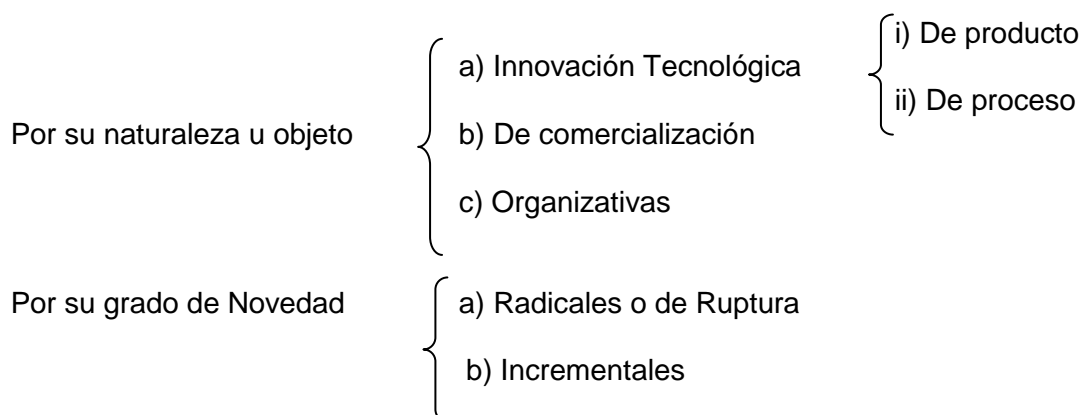 Por su naturaleza u objeto
a) Innovación Tecnológica
i) De producto
ii) De proceso
b) De comercialización
c) Organizativas
Por su grado de Novedad
a) Radicales o de Ruptura
b) Incrementales